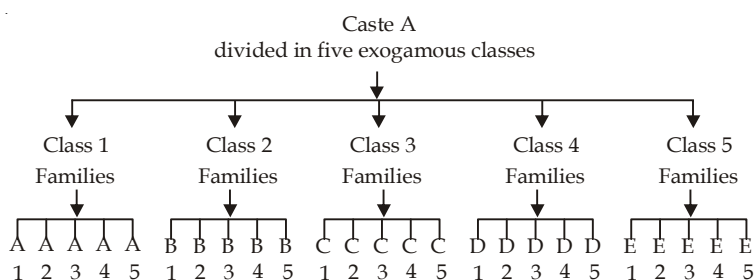 Caste A
divided in five exogamous classes
Class 1 Class 2 Class 3 Class 4 Class 5
Families Families Families Families Families
A A A A A B B B B B C C C C C D D D D D E E E E E
1 2 3 4 5 1 2 3 4 5 1 2 3 4 5 1 2 3 4 5 1 2 3 4 5